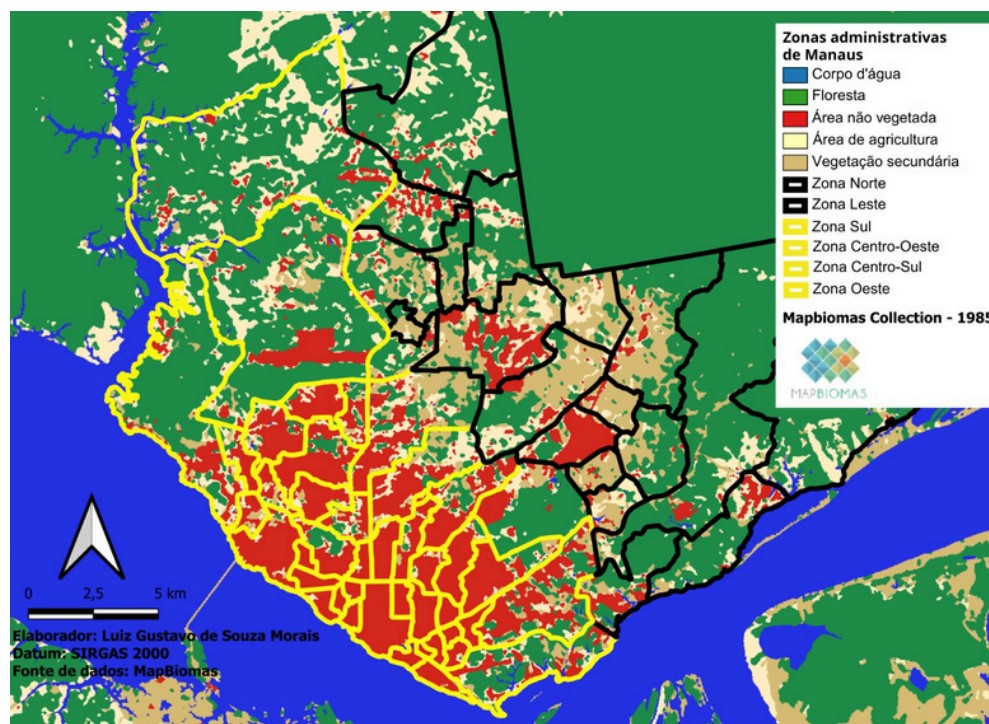 Zonas administrativas
de Manaus
Corpo d'água
Floresta
Área não vegetada
Área de agricultura
Vegetação secundária
Zona Norte
Zona Leste
Zona Sul
Zona Centro-Oeste
Zona Centro-Sul
Zona Oeste
Mapbiomas Collection - 1985
MAPBIOMAS
0 2,5 5 km
Elaborador: Luiz Gustavo de Souza Morais
Datum: SIRGAS 2000
Fonte de dados: MapBiomas